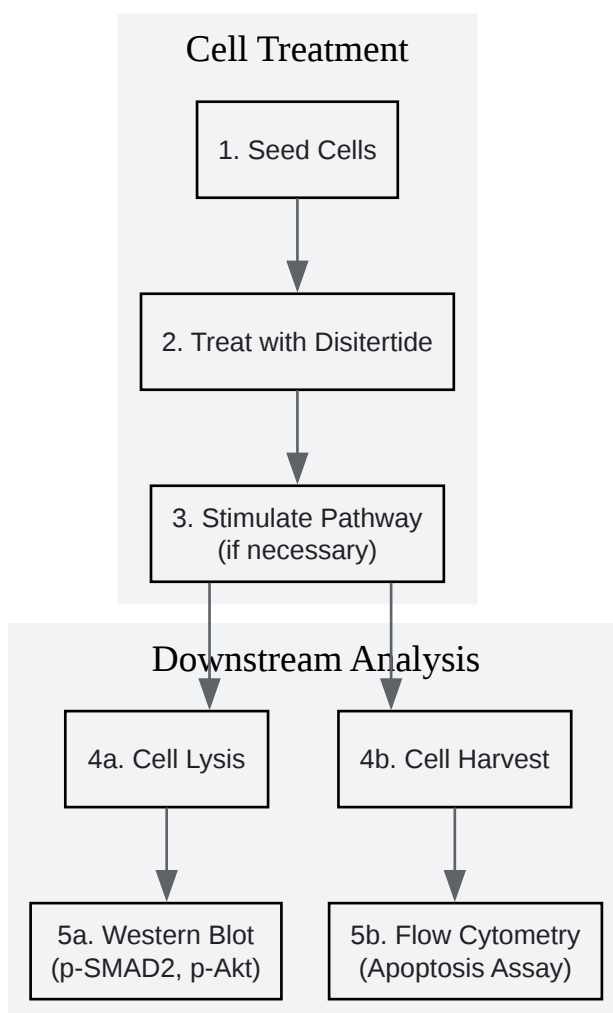 Cell Treatment
1. Seed Cells
2. Treat with Disitertide
3. Stimulate Pathway
(if necessary)
Downstream Analysis
4a. Cell Lysis
4b. Cell Harvest
5a. Western Blot
(p-SMAD2, p-Akt)
5b. Flow Cytometry
(Apoptosis Assay)